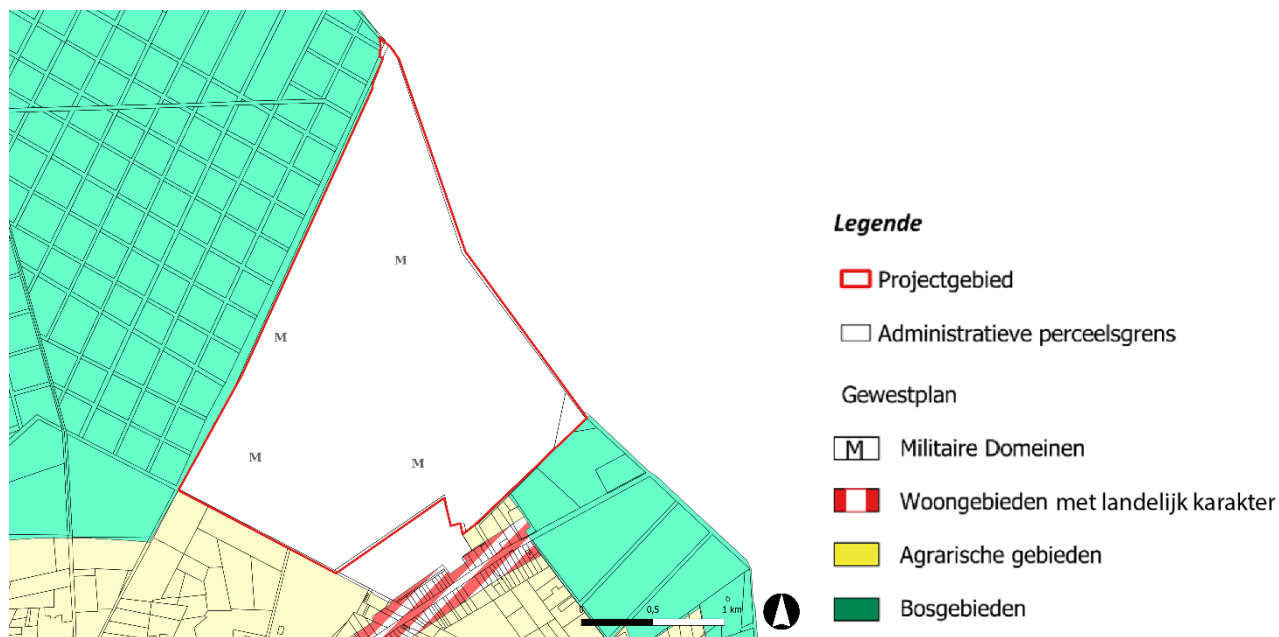 M
M
M
M
0
0,5
1 km
Legende
Projectgebied
Administratieve perceelsgrens
Gewestplan
M Militaire Domeinen
Woongebieden met landelijk karakter
Agrarische gebieden
Bosgebieden